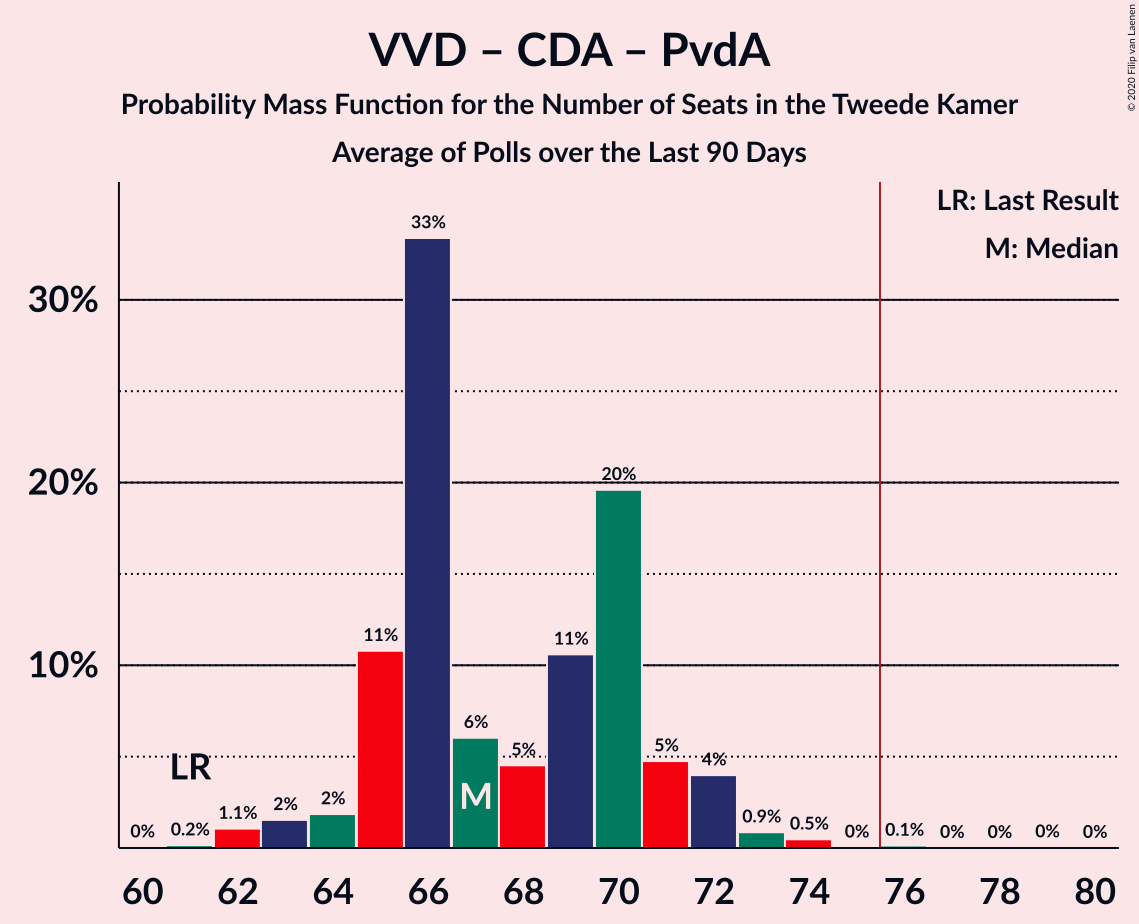 VVD – CDA – PvdA
Probability Mass Function for the Number of Seats in the Tweede Kamer
Average of Polls over the Last 90 Days
© 2020 Filip van Laenen
LR: Last Result
M: Median
30%
20%
10%
0%
0.2%
1.1%
2%
2%
11%
33%
6%
5%
11%
20%
5%
4%
0.9%
0.5%
0%
0.1%
0%
0%
0%
0%
LR
M
60 62 64 66 68 70 72 74 76 78 80